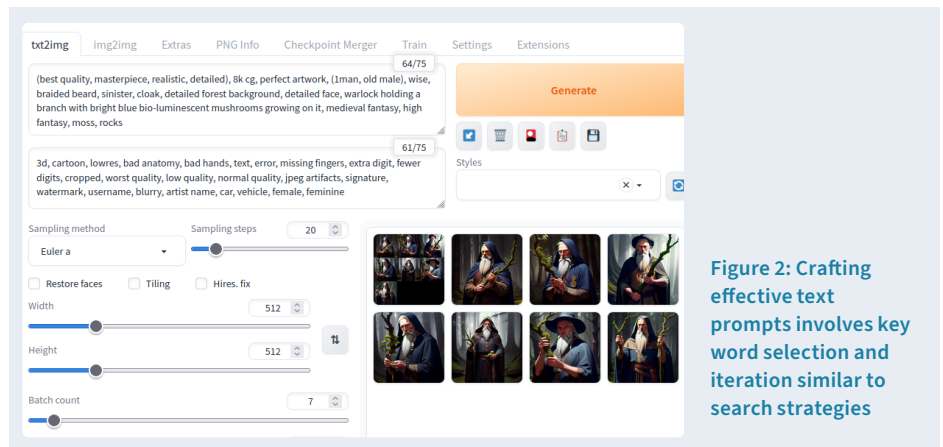 txt2img img2img Extras PNG Info Checkpoint Merger Train Settings Extensions
64/75
(best quality, masterpiece, realistic, detailed), 8k cg, perfect artwork, (1man, old male), wise,
braided beard, sinister, cloak, detailed forest background, detailed face, warlock holding a
branch with bright blue bio-luminescent mushrooms growing on it, medieval fantasy, high
fantasy, moss, rocks
Generate
61/75
3d, cartoon, lowres, bad anatomy, bad hands, text, error, missing fingers, extra digit, fewer
digits, cropped, worst quality, low quality, normal quality, jpeg artifacts, signature,
watermark, username, blurry, artist name, car, vehicle, female, feminine
Styles
Sampling method
Euler a
Sampling steps 20
Restore faces Tiling Hires. fix
Width 512
Height 512
Batch count 7
Figure 2: Crafting
effective text
prompts involves key
word selection and
iteration similar to
search strategies